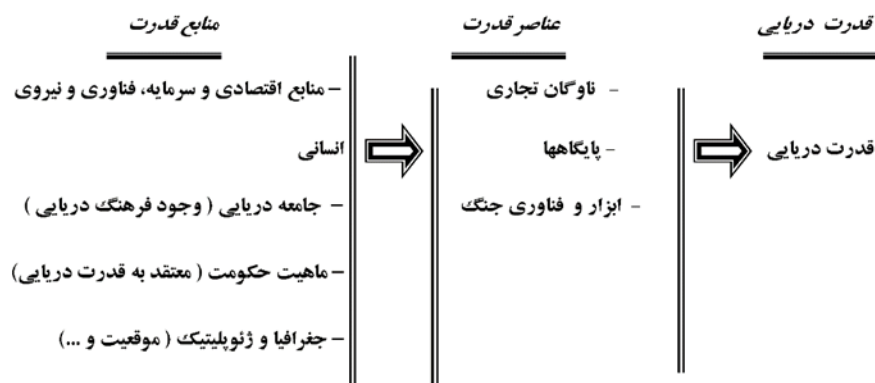 منابع قدرت
– منابع اقتصادی و سرمایه، فناوری و نیروی
انسانی
– جامعه دریایی ( وجود فرهنگ دریایی )
– ماهیت حکومت ( معتقد به قدرت دریایی)
– جغرافیا و ژئوپلیتیک ( موقعیت و ...)
عناصر قدرت
- ناوگان تجاری
- پایگاهها
- ابزار و فناوری جنگ
قدرت دریایی
قدرت دریایی